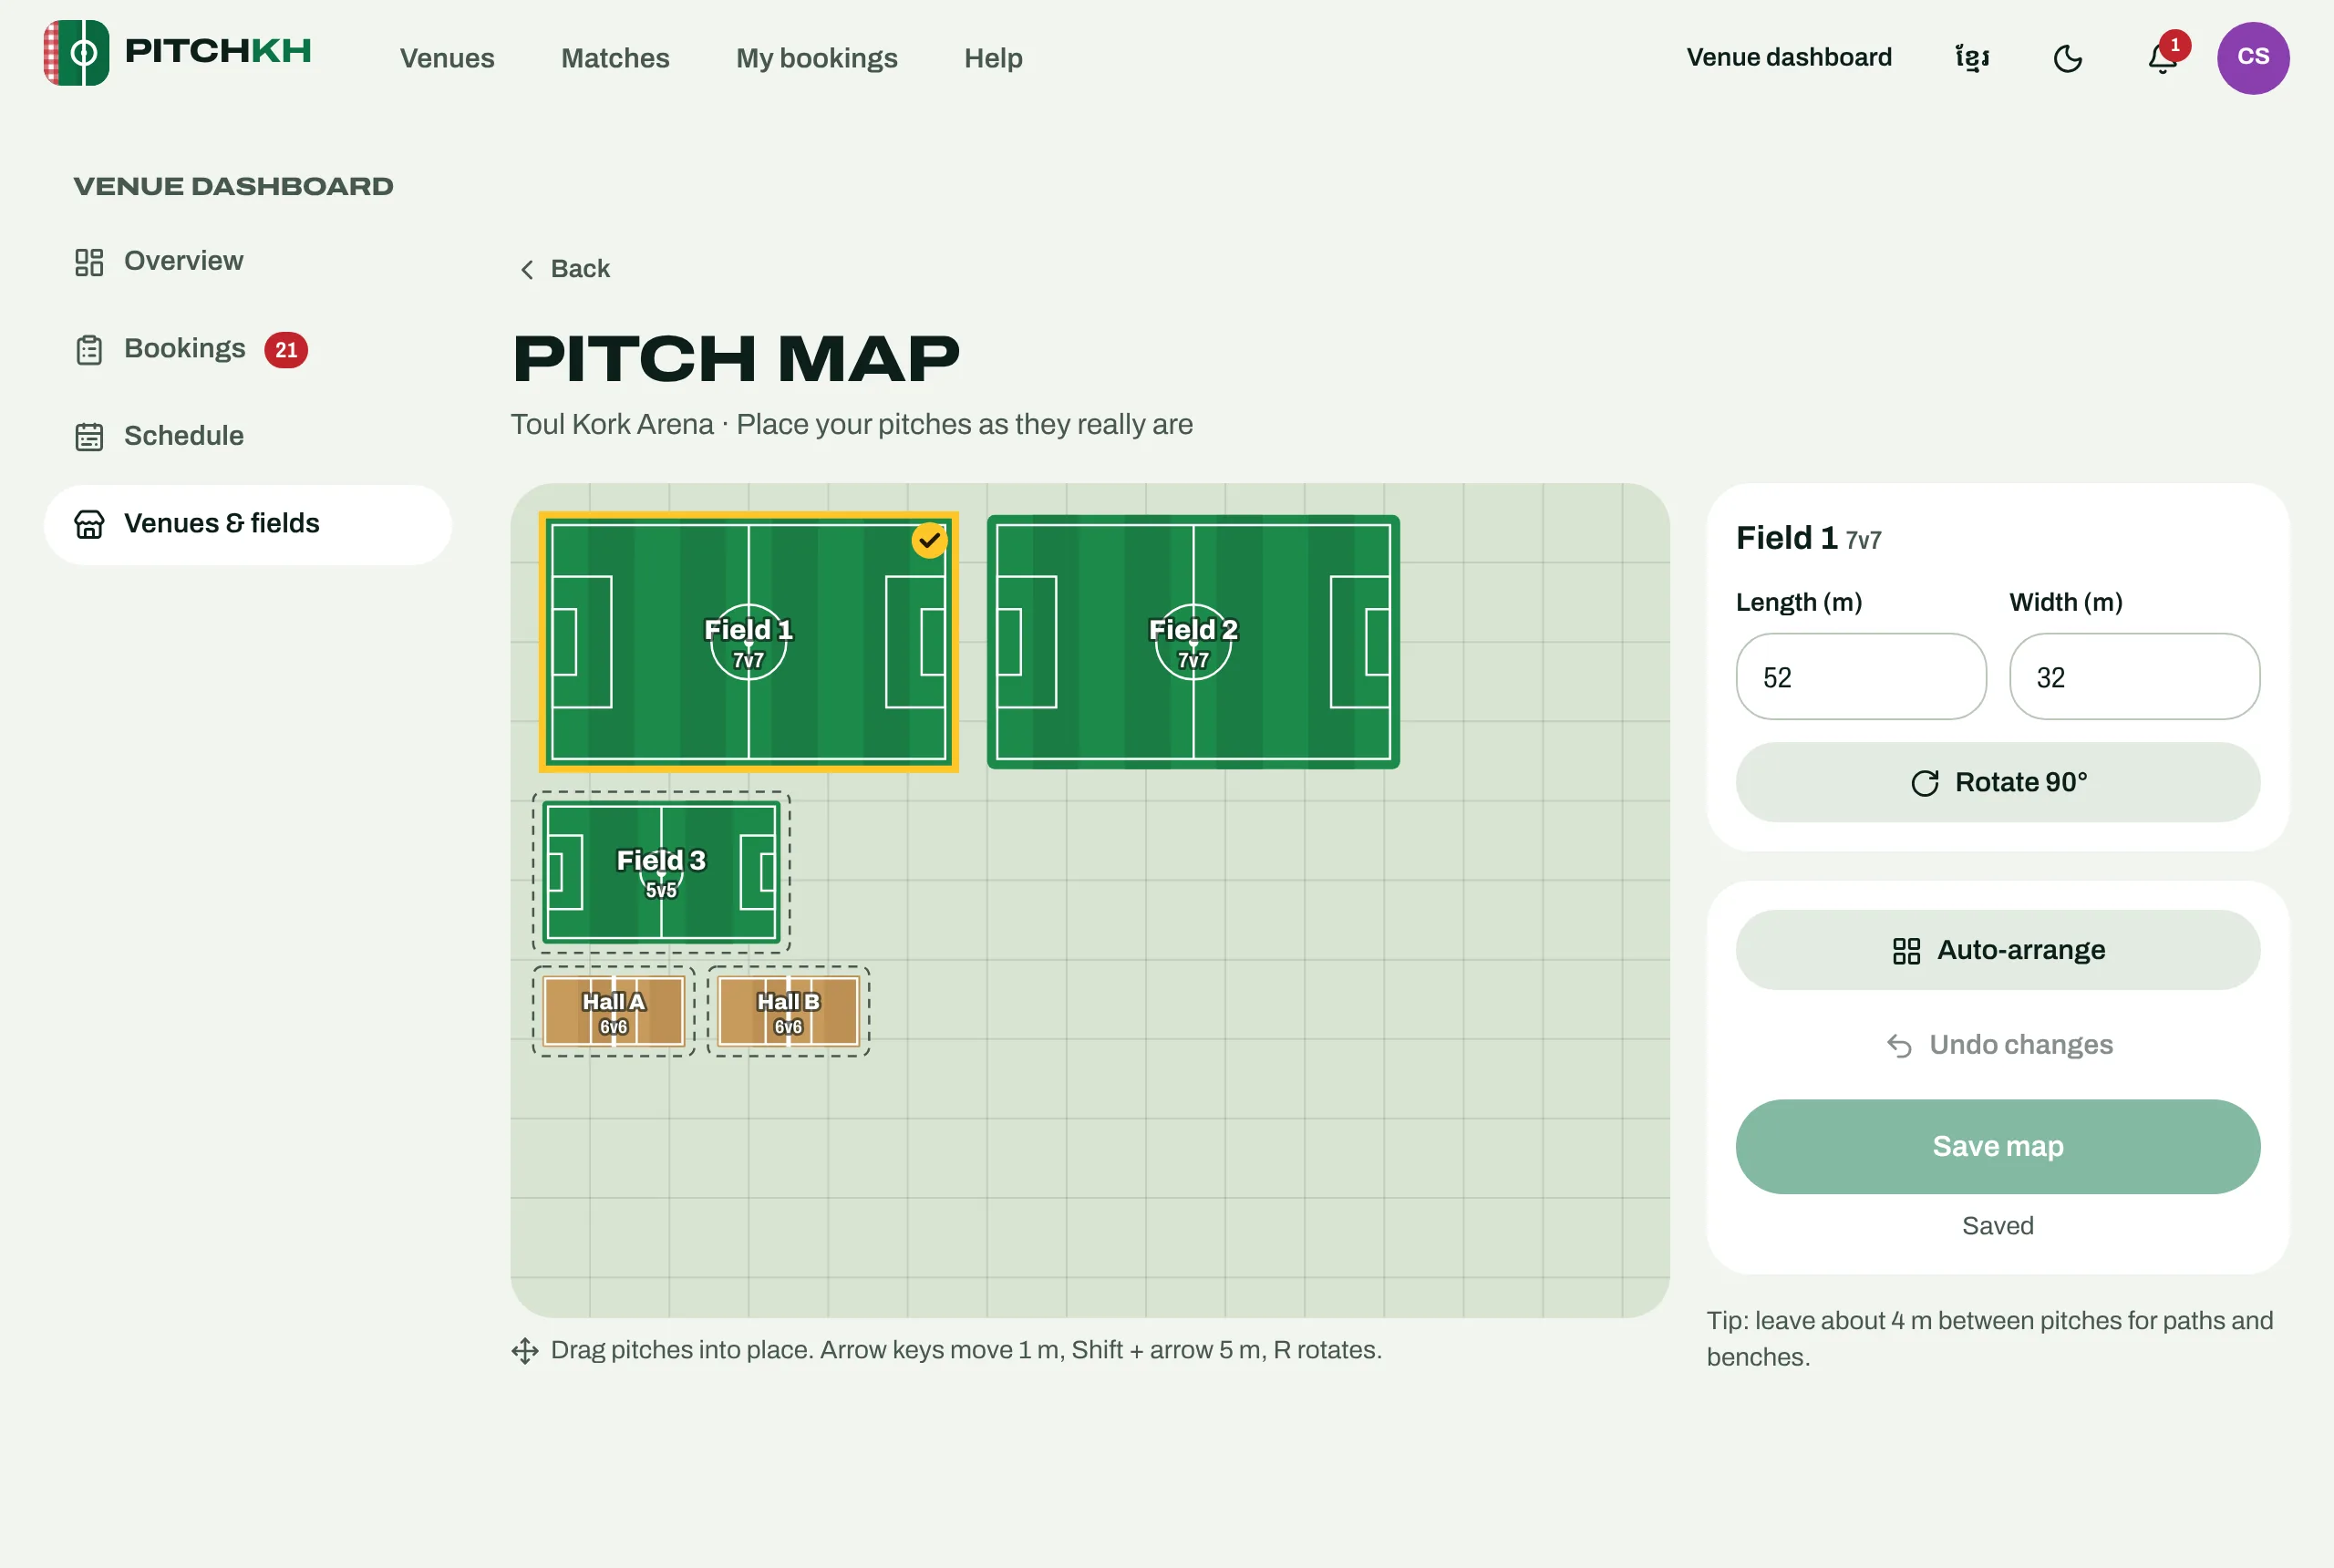 PITCHKH
Venues
Matches
My bookings
Help
Venue dashboard
ខ្មែរ
1
CS
VENUE DASHBOARD
Overview
Bookings 21
Schedule
Venues & fields
Back
PITCH MAP
Toul Kork Arena · Place your pitches as they really are
Field 1
7v7
Field 2
7v7
Field 3
5v5
Hall A
6v6
Hall B
6v6
Drag pitches into place. Arrow keys move 1 m, Shift + arrow 5 m, R rotates.
Field 1 7v7
Length (m)
Width (m)
52
32
Rotate 90°
Auto-arrange
Undo changes
Save map
Saved
Tip: leave about 4 m between pitches for paths and
benches.